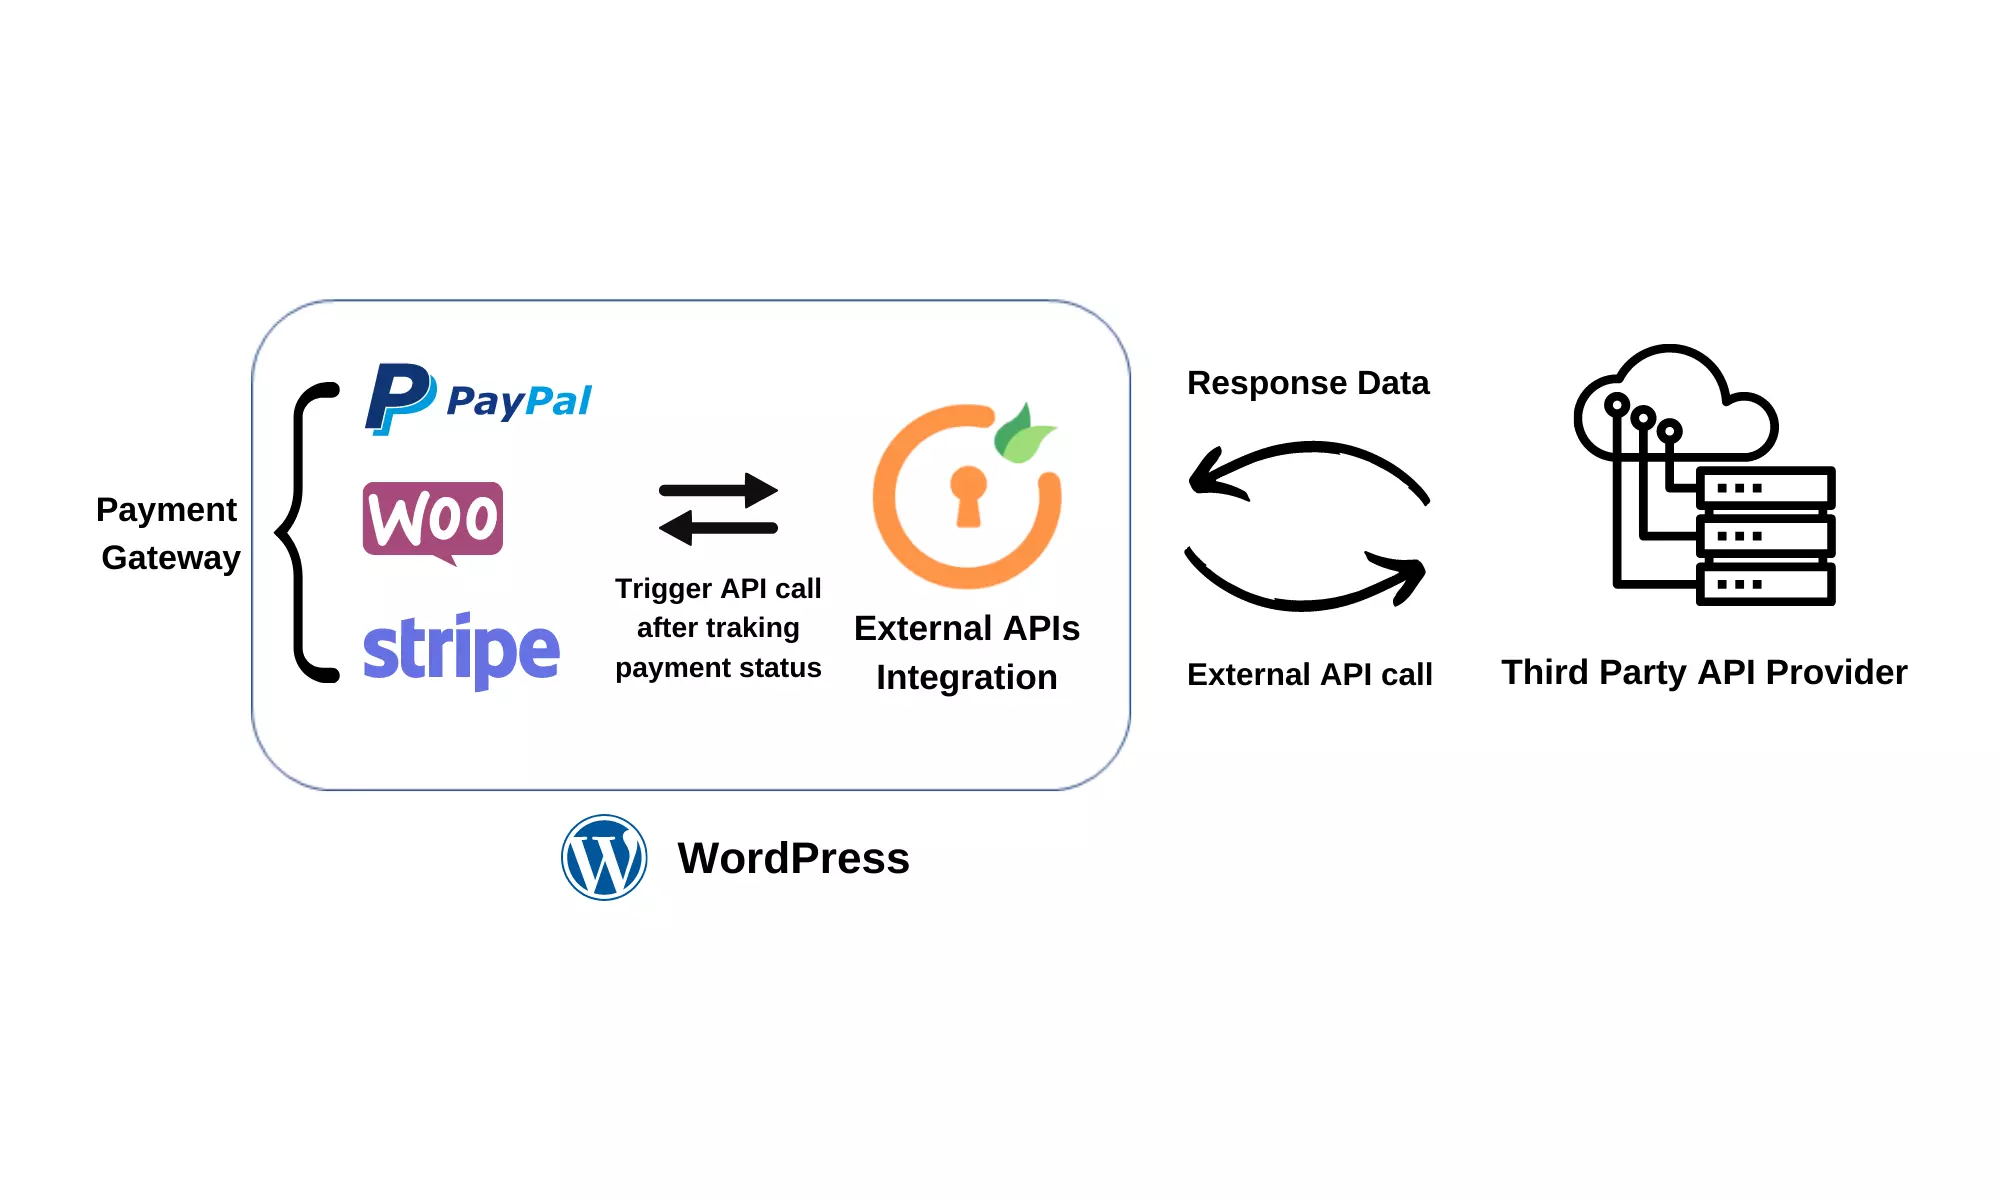 PayPal
Payment
Gateway
WOO
stripe
Trigger API call
after traking
payment status
External APIs
Integration
Response Data
External API call
Third Party API Provider
WordPress